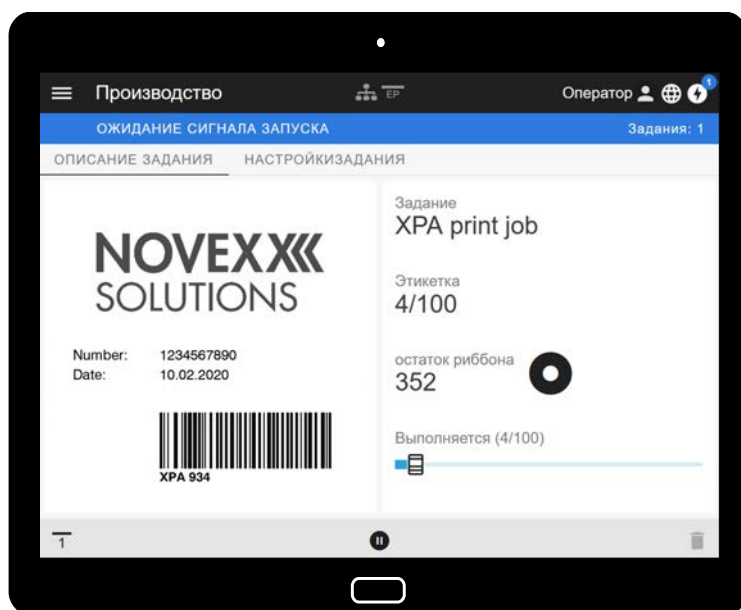 Производство
EP
Оператор
1
ОЖИДАНИЕ СИГНАЛА ЗАПУСКА
Задания: 1
ОПИСАНИЕ ЗАДАНИЯ
НАСТРОЙКИЗАДАНИЯ
NOVEXX
SOLUTIONS
Number: 1234567890
Date: 10.02.2020
XPA 934
Задание
XPA print job
Этикетка
4/100
остаток риббона
352
Выполняется (4/100)
1